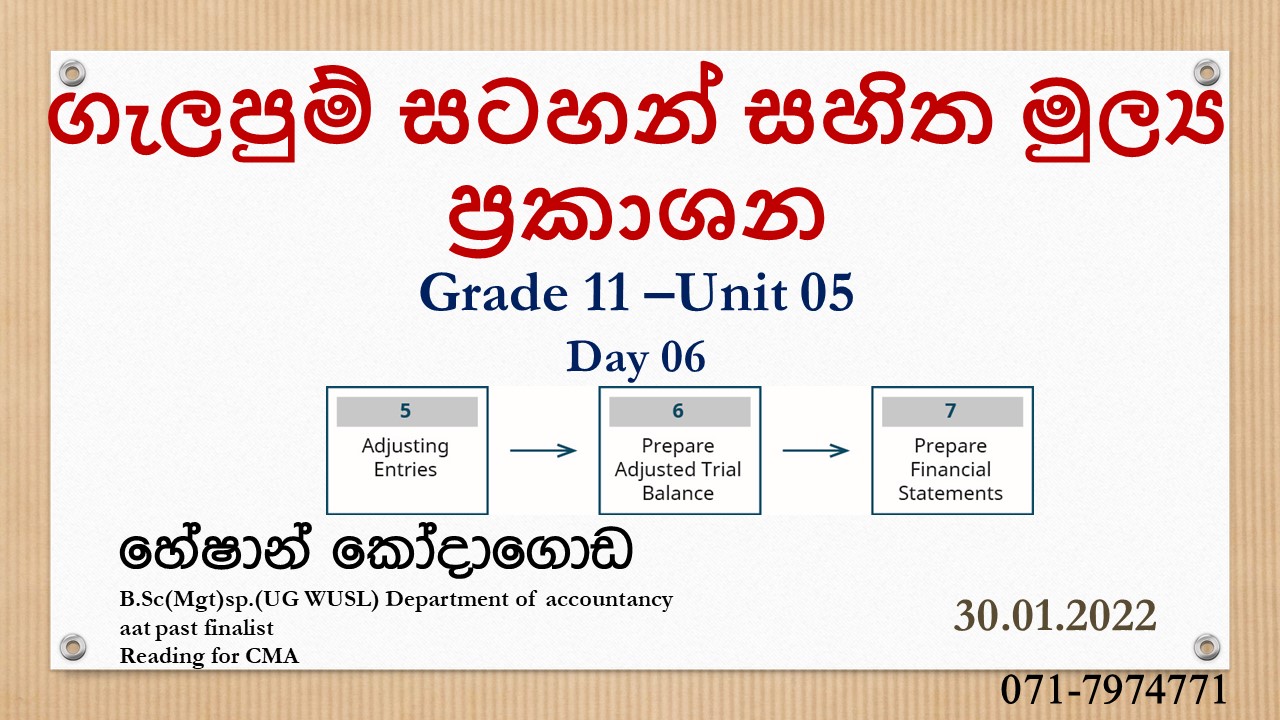 ගැලපුම් සටහන් සහිත මුල්‍ය
ප්‍රකාශන
Grade 11 –Unit 05
Day 06
5
Adjusting
Entries
6
Prepare
Adjusted Trial
Balance
7
Prepare
Financial
Statements
හේෂාන් කෝදාගොඩ
B.Sc(Mgt)sp.(UG WUSL) Department of accountancy
aat past finalist
Reading for CMA
30.01.2022
071-7974771